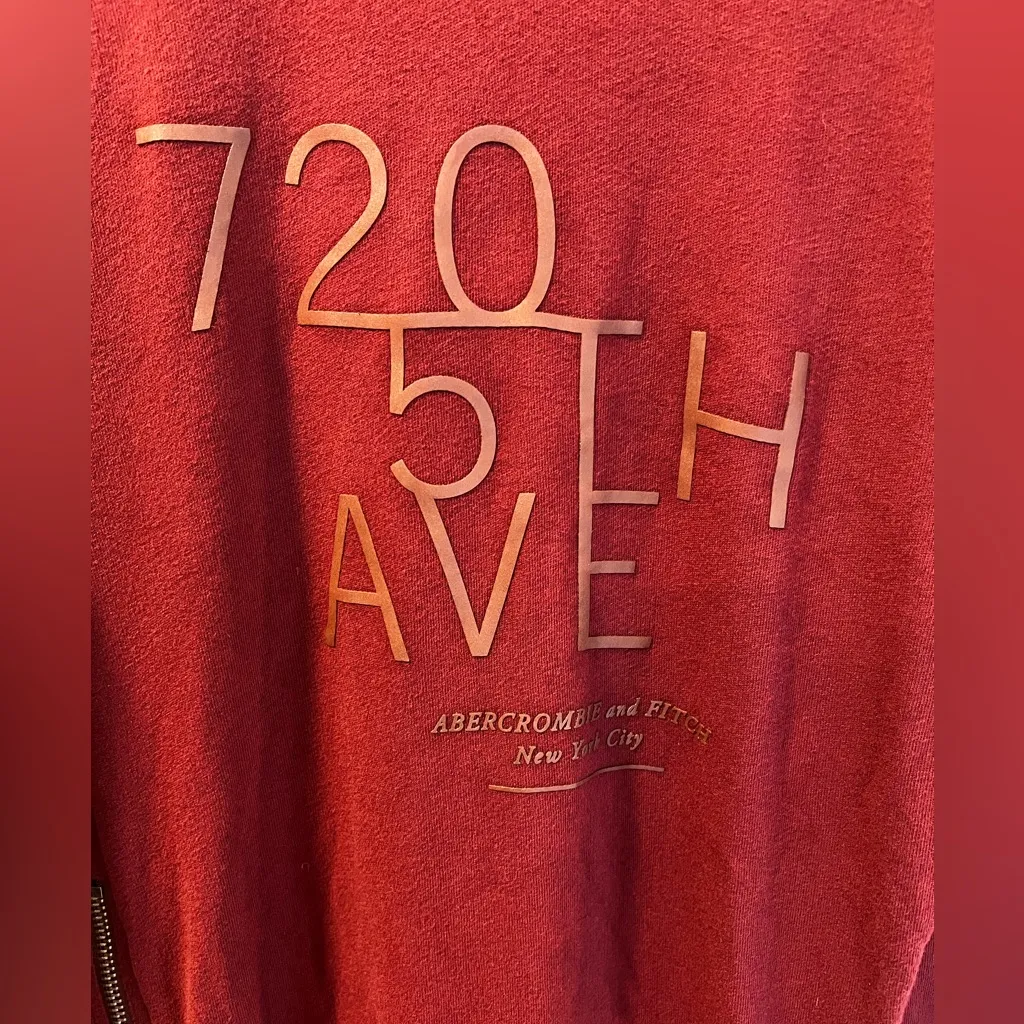 720
5TH
AVE
ABERCROMBIE and FITCH
New York City